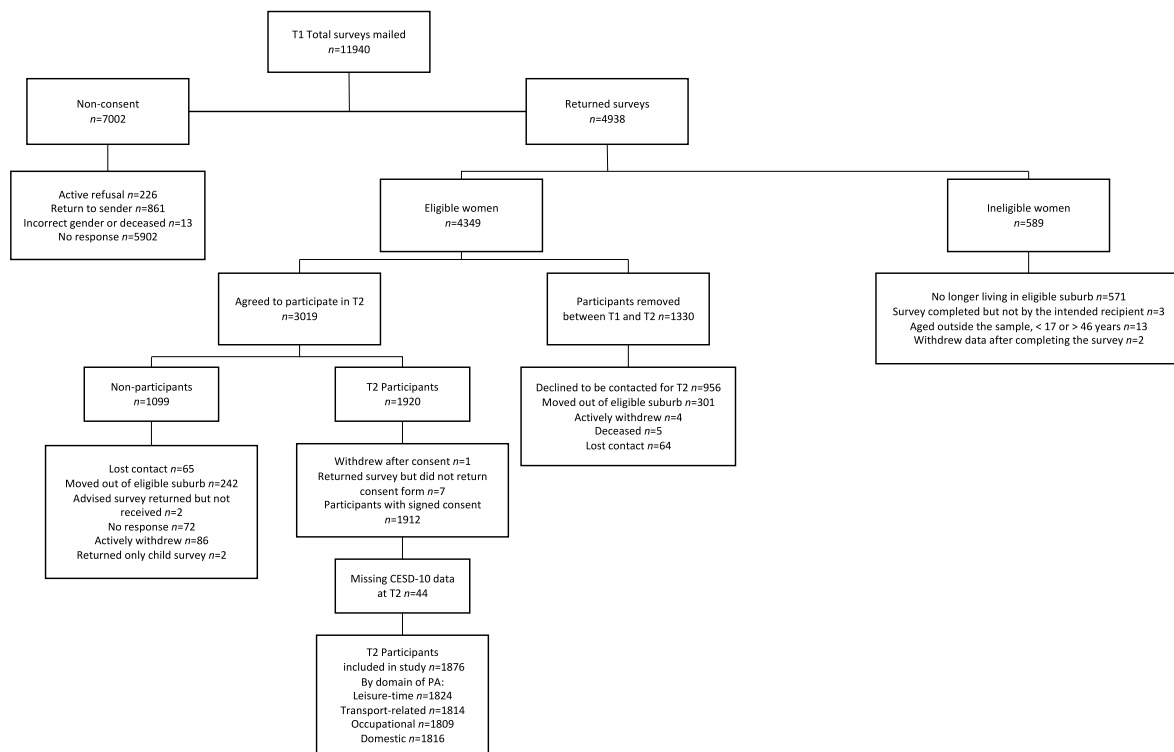 T1 Total surveys mailed
n=11940
Non-consent
n=7002
Returned surveys
n=4938
Active refusal n=226
Return to sender n=861
Incorrect gender or deceased n=13
No response n=5902
Eligible women
n=4349
Ineligible women
n=589
Agreed to participate in T2
n=3019
Participants removed
between T1 and T2 n=1330
No longer living in eligible suburb n=571
Survey completed but not by the intended recipient n=3
Aged outside the sample, < 17 or > 46 years n=13
Withdrew data after completing the survey n=2
Non-participants
n=1099
T2 Participants
n=1920
Declined to be contacted for T2 n=956
Moved out of eligible suburb n=301
Actively withdrew n=4
Deceased n=5
Lost contact n=64
Lost contact n=65
Moved out of eligible suburb n=242
Advised survey returned but not
received n=2
No response n=72
Actively withdrew n=86
Returned only child survey n=2
Withdrew after consent n=1
Returned survey but did not return
consent form n=7
Participants with signed consent
n=1912
Missing CESD-10 data
at T2 n=44
T2 Participants
included in study n=1876
By domain of PA:
Leisure-time n=1824
Transport-related n=1814
Occupational n=1809
Domestic n=1816